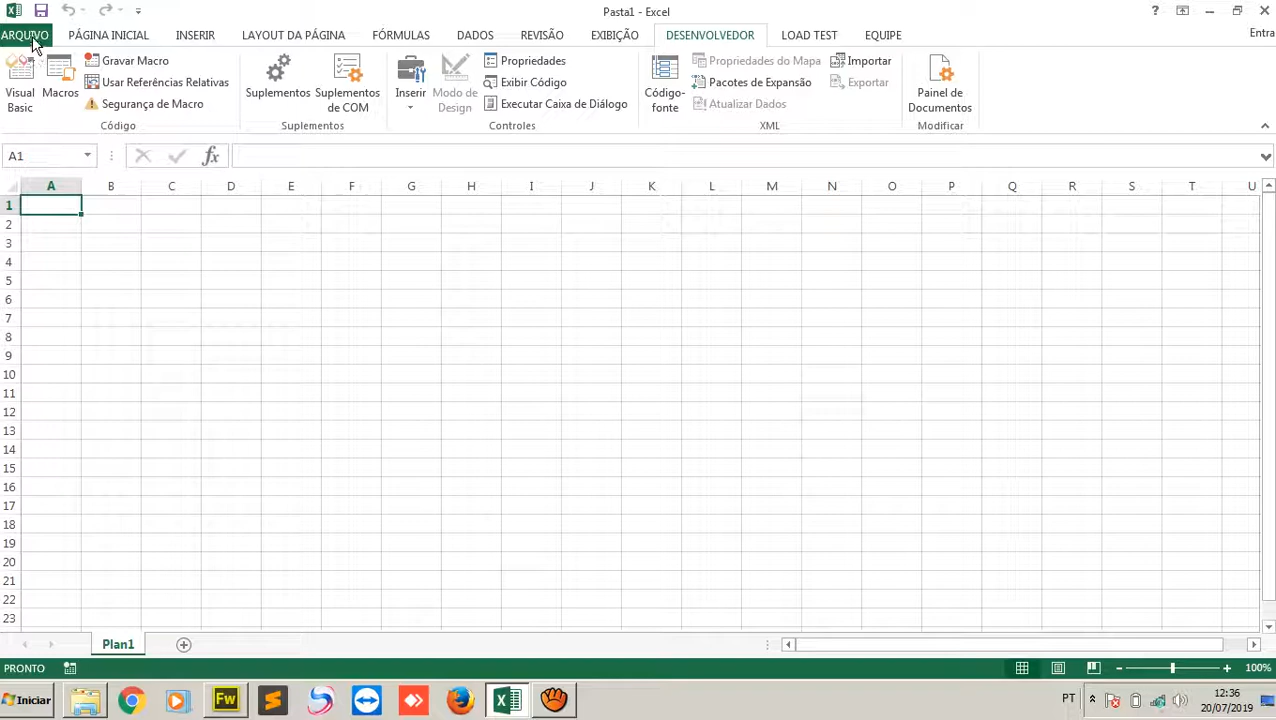 Pasta1 - Excel
?
ARQUIVO PÁGINA INICIAL INSERIR LAYOUT DA PÁGINA FÓRMULAS DADOS REVISÃO EXIBIÇÃO DESENVOLVEDOR LOAD TEST EQUIPE Entra
Visual Basic
Macros
Gravar Macro
Usar Referências Relativas
Segurança de Macro
Código
Suplementos
Suplementos de COM
Suplementos
Inserir
Modo de Design
Propriedades
Exibir Código
Executar Caixa de Diálogo
Controles
Código-fonte
Propriedades do Mapa
Pacotes de Expansão
Atualizar Dados
Importar
Exportar
XML
Painel de Documentos
Modificar
A1 fx
A B C D E F G H I J K L M N O P Q R S T U
1
2
3
4
5
6
7
8
9
10
11
12
13
14
15
16
17
18
19
20
21
22
23
Plan1
PRONTO 100%
Iniciar Fw PT 12:36
20/07/2019